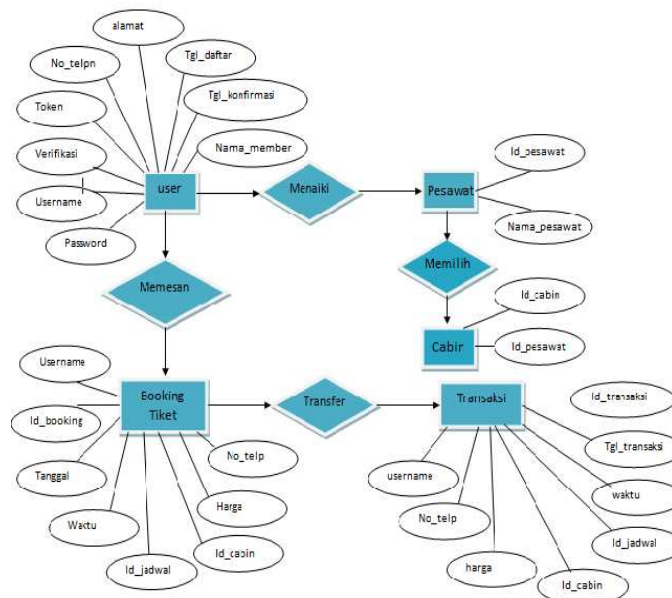 alamat
Tgl_daftar
No_telpn
Tgl_konfirmasi
Token
Nama_member
Verifikasi
Id_pesawat
user
Menaiki
Pesawat
Username
Nama_pesawat
Password
Memilih
Memesan
Id_cabin
Cabir
Id_pesawat
Username
Booking
Tiket
Transfer
Transaksi
Id_transaksi
Id_booking
Tgl_transaksi
No_telp
username
Tanggal
waktu
Harga
No_telp
Waktu
Id_jadwal
Id_cabin
harga
Id_jadwal
Id_cabin